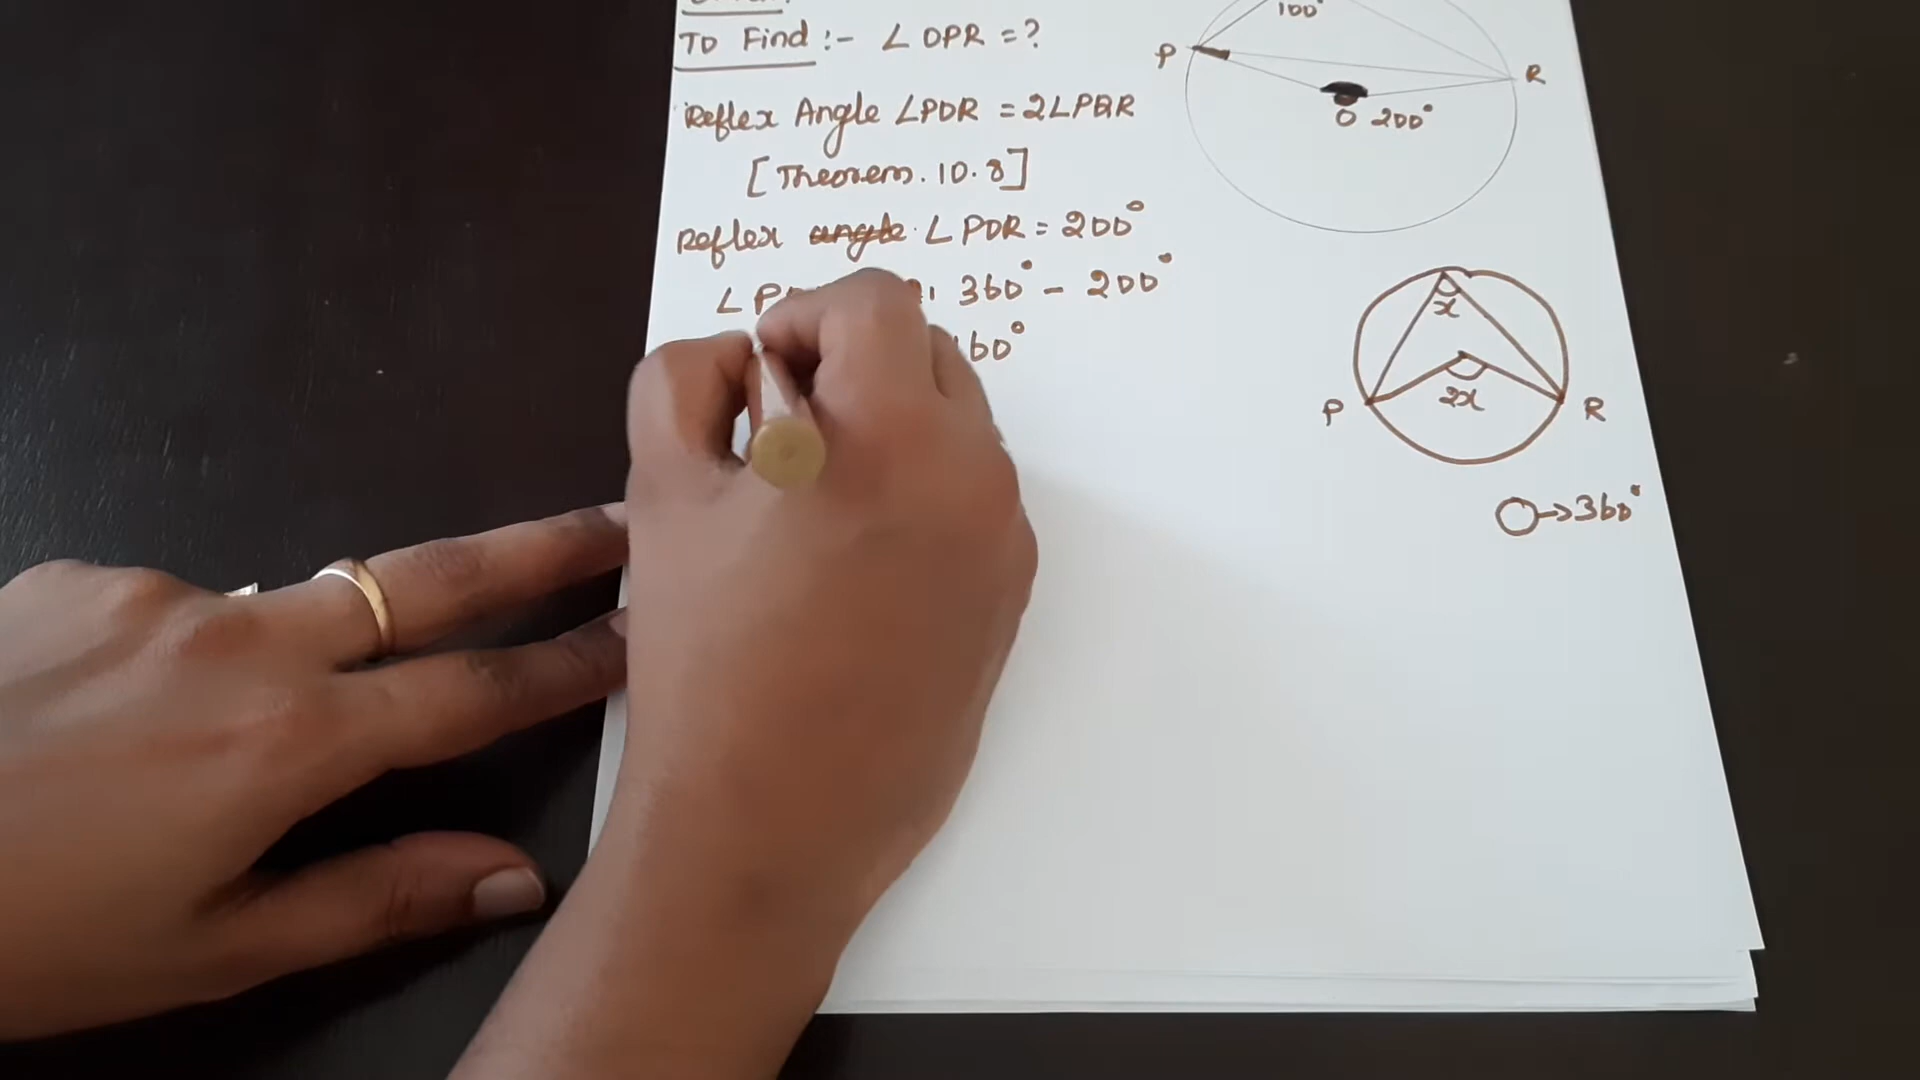 To Find :- ∠OPR = ?
Reflex Angle ∠POR = 2∠PQR
[Theorem. 10.8]
Reflex angle ∠POR = 200°
360° - 200°
160°
100°
P
R
O 200°
x
2x
P
R
O→360°